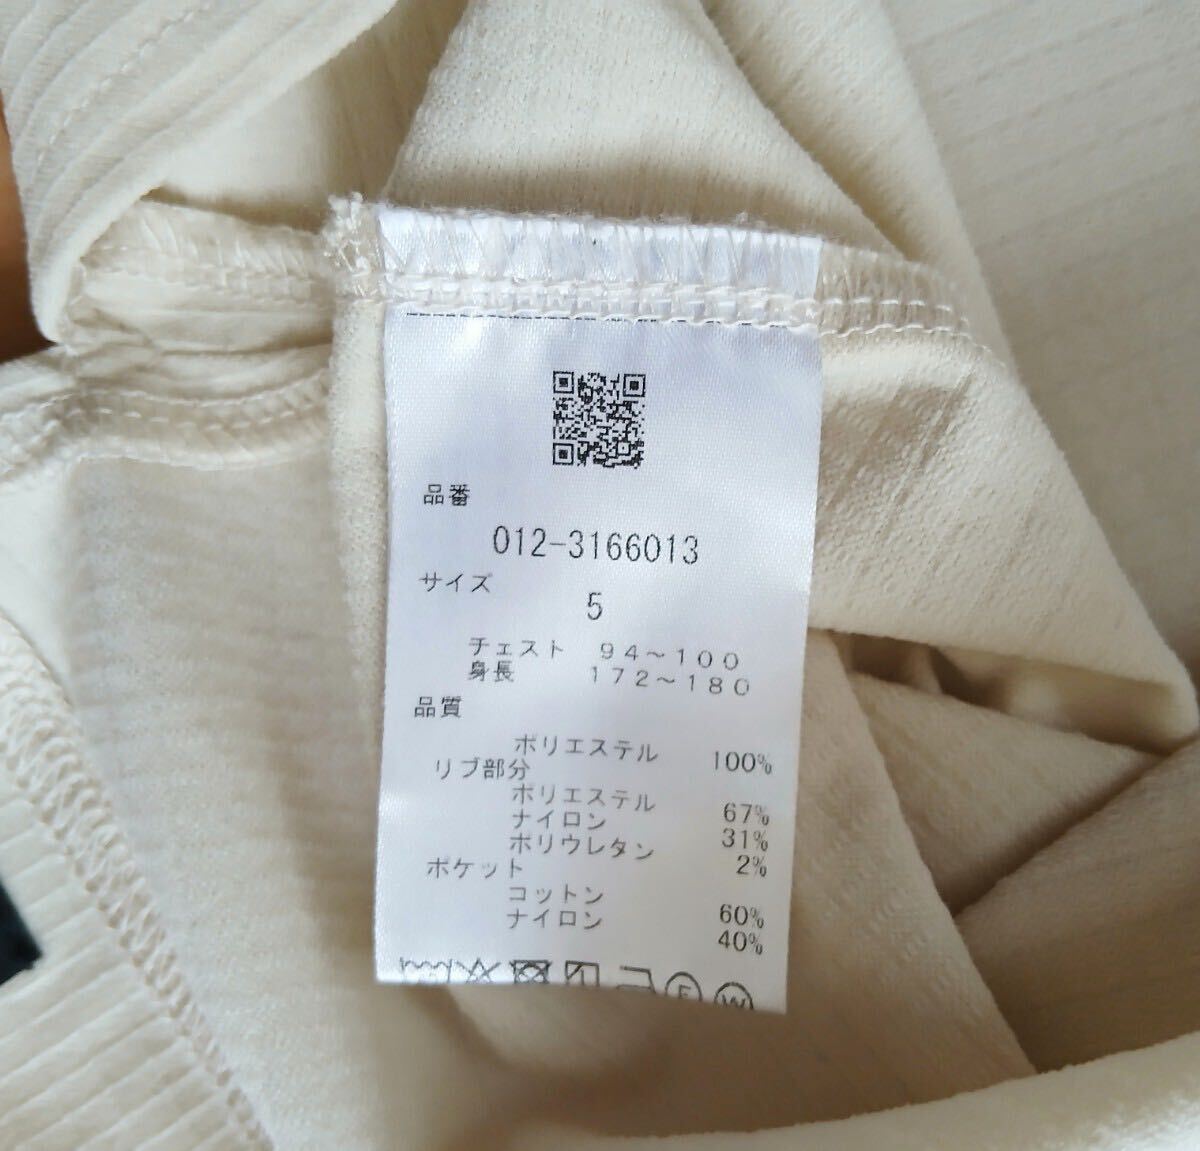 品番
012-3166013
サイズ
5
チェスト 94～100
身長 172～180
品質
ポリエステル 100%
リブ部分
ポリエステル 67%
ナイロン 31%
ポリウレタン 2%
ポケット
コットン 60%
ナイロン 40%
F W